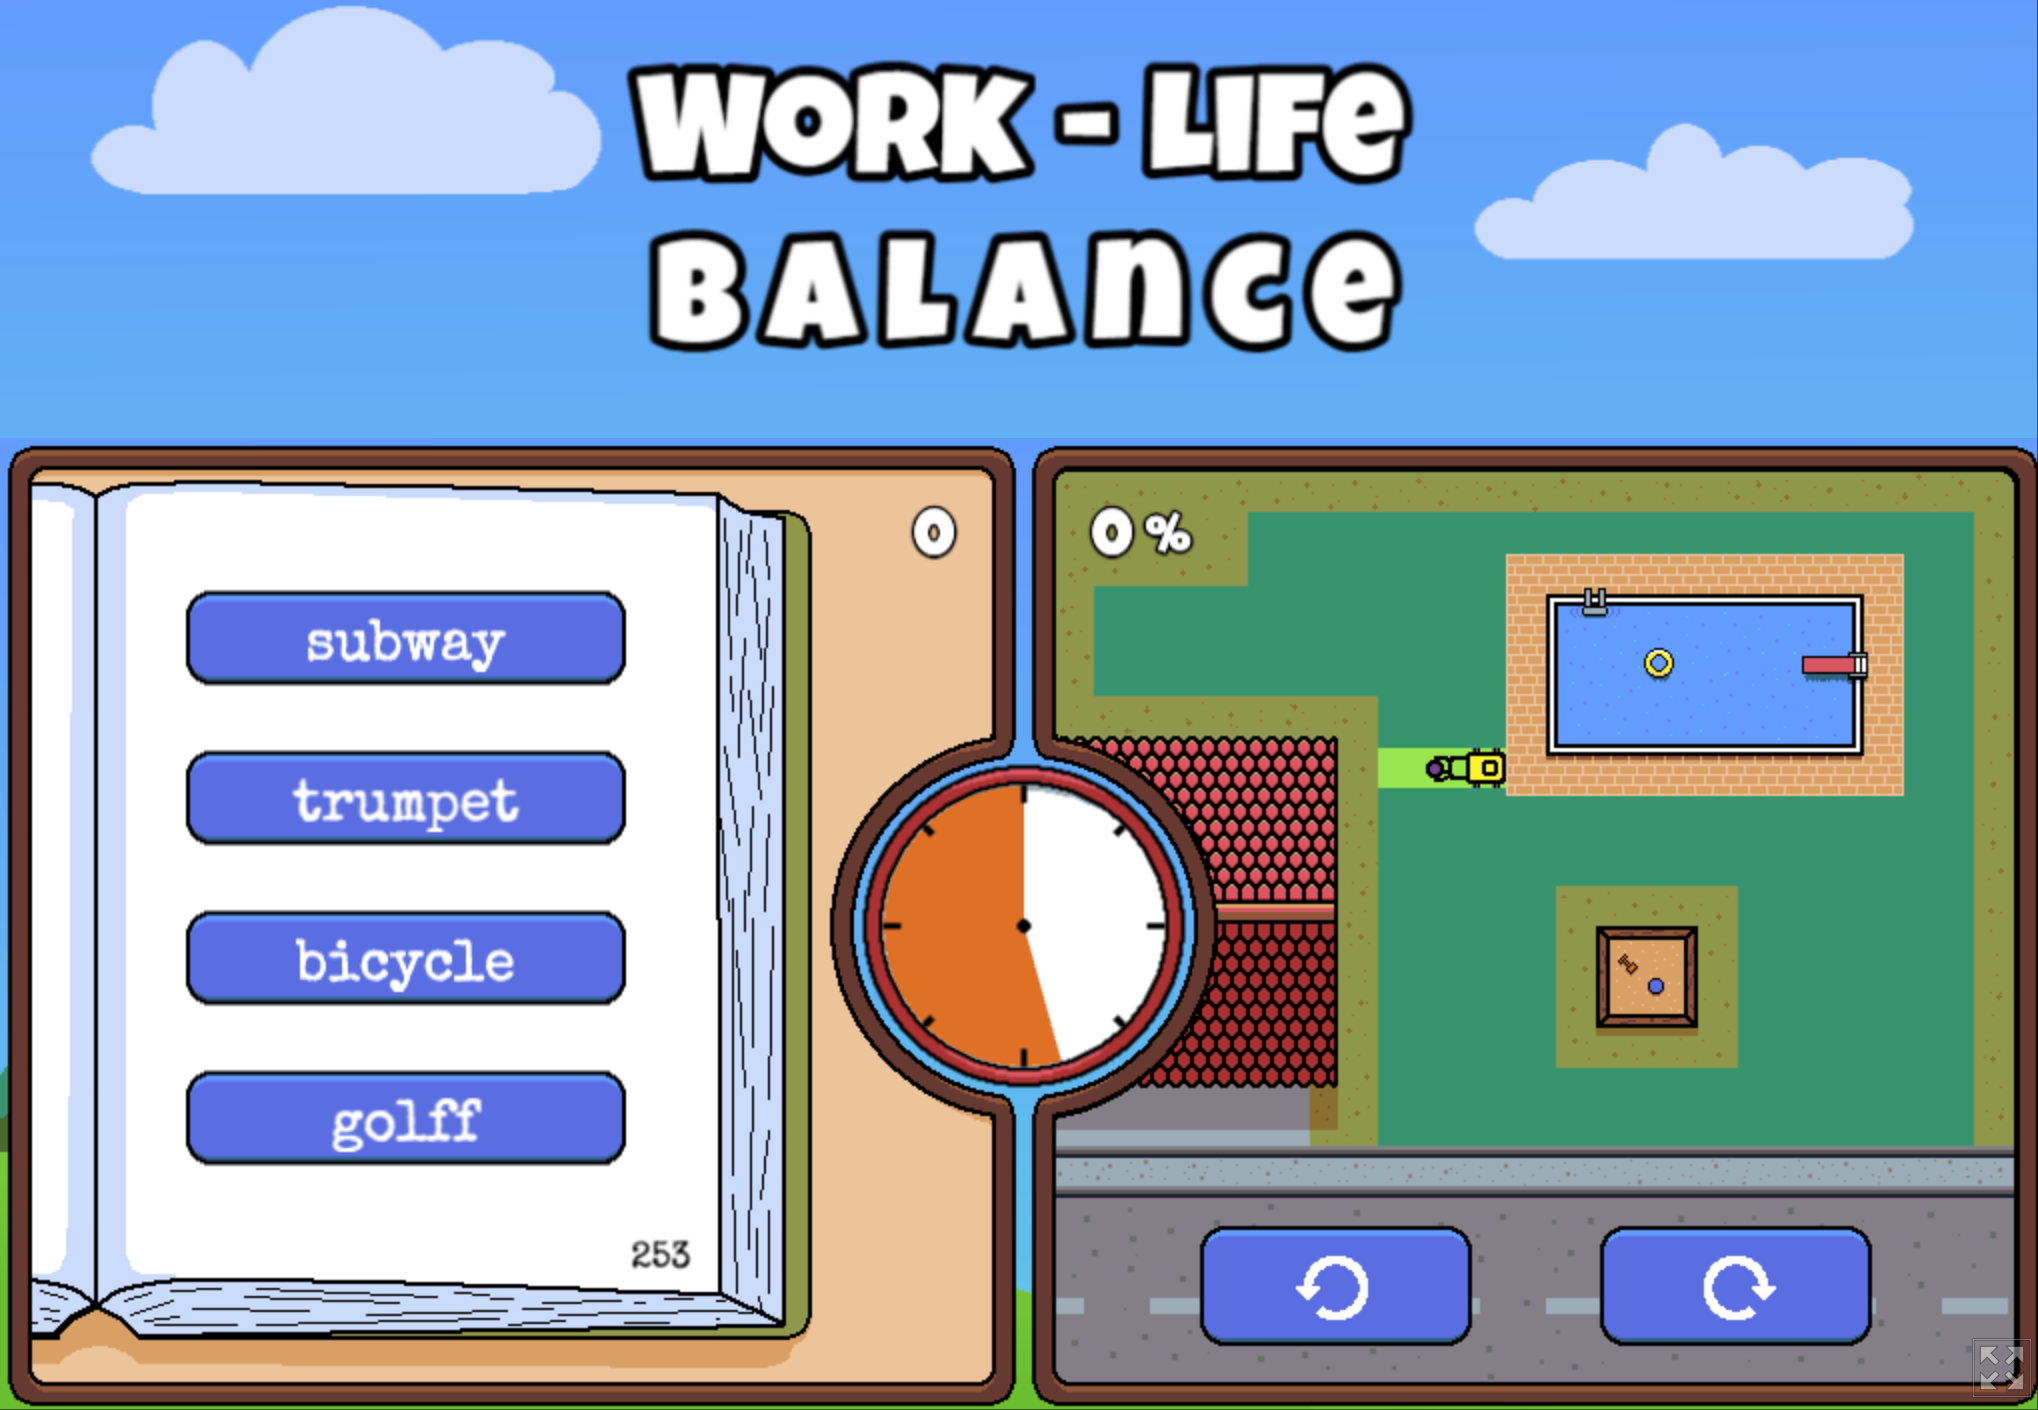 WORK - LIFE
BALANCE
0
0 %
subway
trumpet
bicycle
golff
253